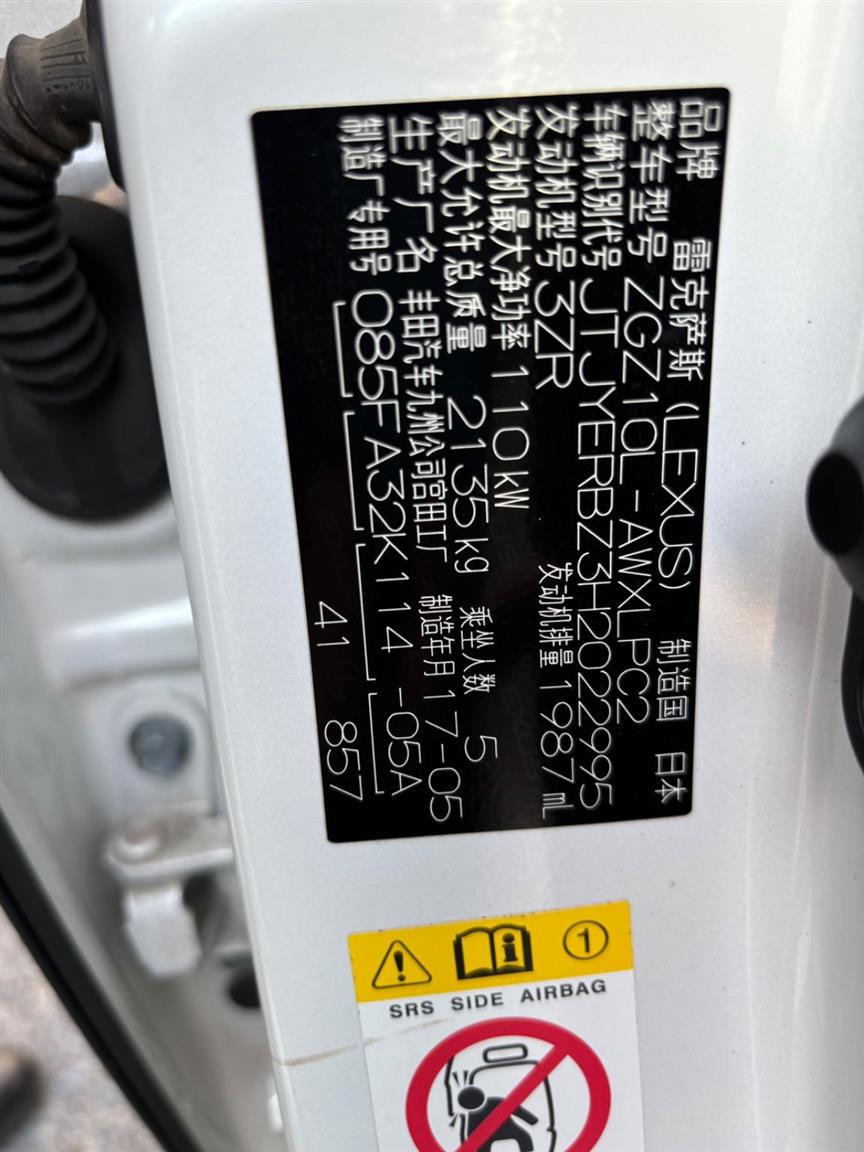 品牌 雷克萨斯 (LEXUS) 制造国 日本
整车型号 ZGZ10L-AWXLPC2
车辆识别代号 JTJYERBZ3H2022995
发动机型号 3ZR 发动机排量 1987 mL
发动机最大净功率 110kW
最大允许总质量 2135kg 乘坐人数 5
生产厂名 丰田汽车九州公司宫田工厂 制造年月 17-05
制造厂专用号 085F A32K114 -05A
41 857
1
SRS SIDE AIRBAG